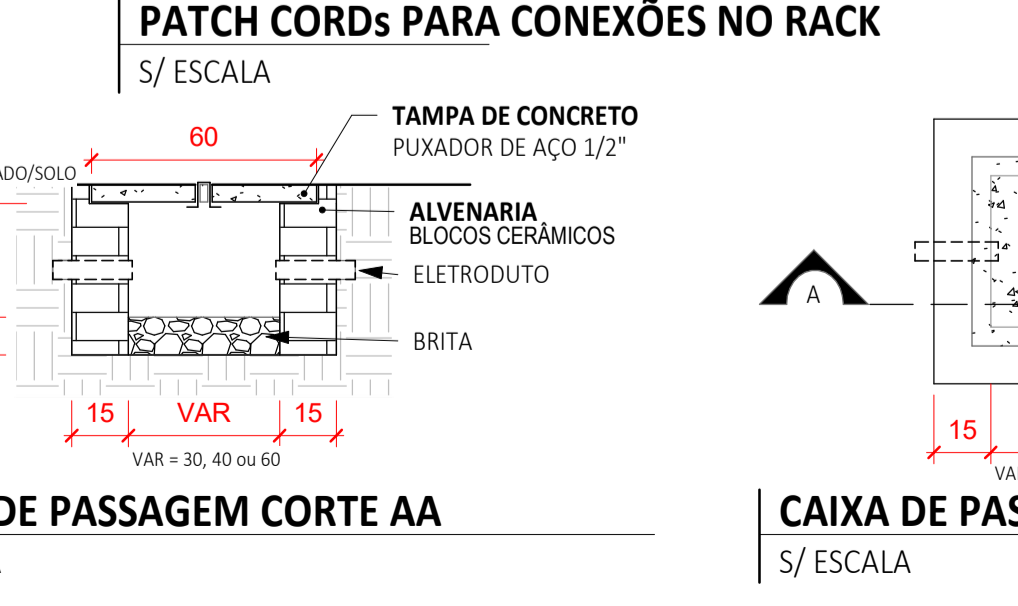 PATCH CORDs PARA CONEXÕES NO RACK
S/ ESCALA
60
TAMPA DE CONCRETO
PUXADOR DE AÇO 1/2"
ADO/SOLO
ALVENARIA
BLOCOS CERÂMICOS
ELETRODUTO
BRITA
15
VAR
15
VAR = 30, 40 ou 60
DE PASSAGEM CORTE AA
A
15
VA
CAIXA DE PAS
S/ ESCALA